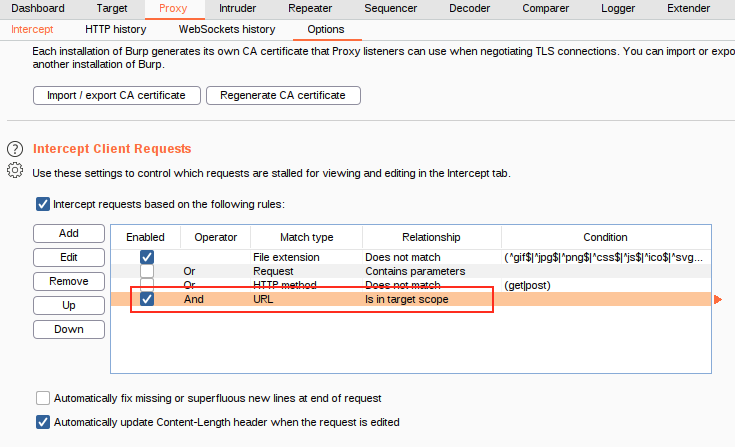 Dashboard Target Proxy Intruder Repeater Sequencer Decoder Comparer Logger Extender
Intercept HTTP history WebSockets history Options
Each installation of Burp generates its own CA certificate that Proxy listeners can use when negotiating TLS connections. You can import or expo
another installation of Burp.
Import / export CA certificate Regenerate CA certificate
? Intercept Client Requests
Use these settings to control which requests are stalled for viewing and editing in the Intercept tab.
Intercept requests based on the following rules:
Add
Edit
Remove
Up
Down
Enabled Operator Match type Relationship Condition
File extension Does not match (^gif$|^jpg$|^png$|^css$|^js$|^ico$|^svg...
Or Request Contains parameters
Or HTTP method Does not match (get|post)
And URL Is in target scope
Automatically fix missing or superfluous new lines at end of request
Automatically update Content-Length header when the request is edited